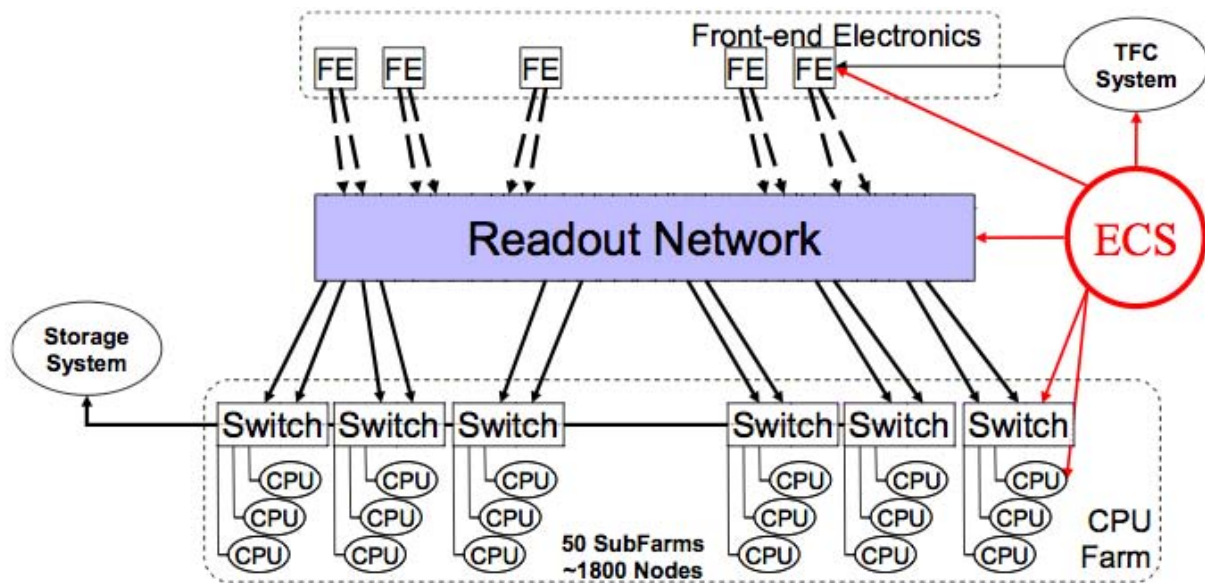 Front-end Electronics
FE FE FE FE FE
TFC
System
Readout Network
ECS
Storage
System
Switch Switch Switch Switch Switch Switch
CPU CPU CPU CPU CPU CPU
CPU CPU CPU CPU CPU CPU
CPU CPU CPU CPU CPU CPU
50 SubFarms
~1800 Nodes
CPU
Farm